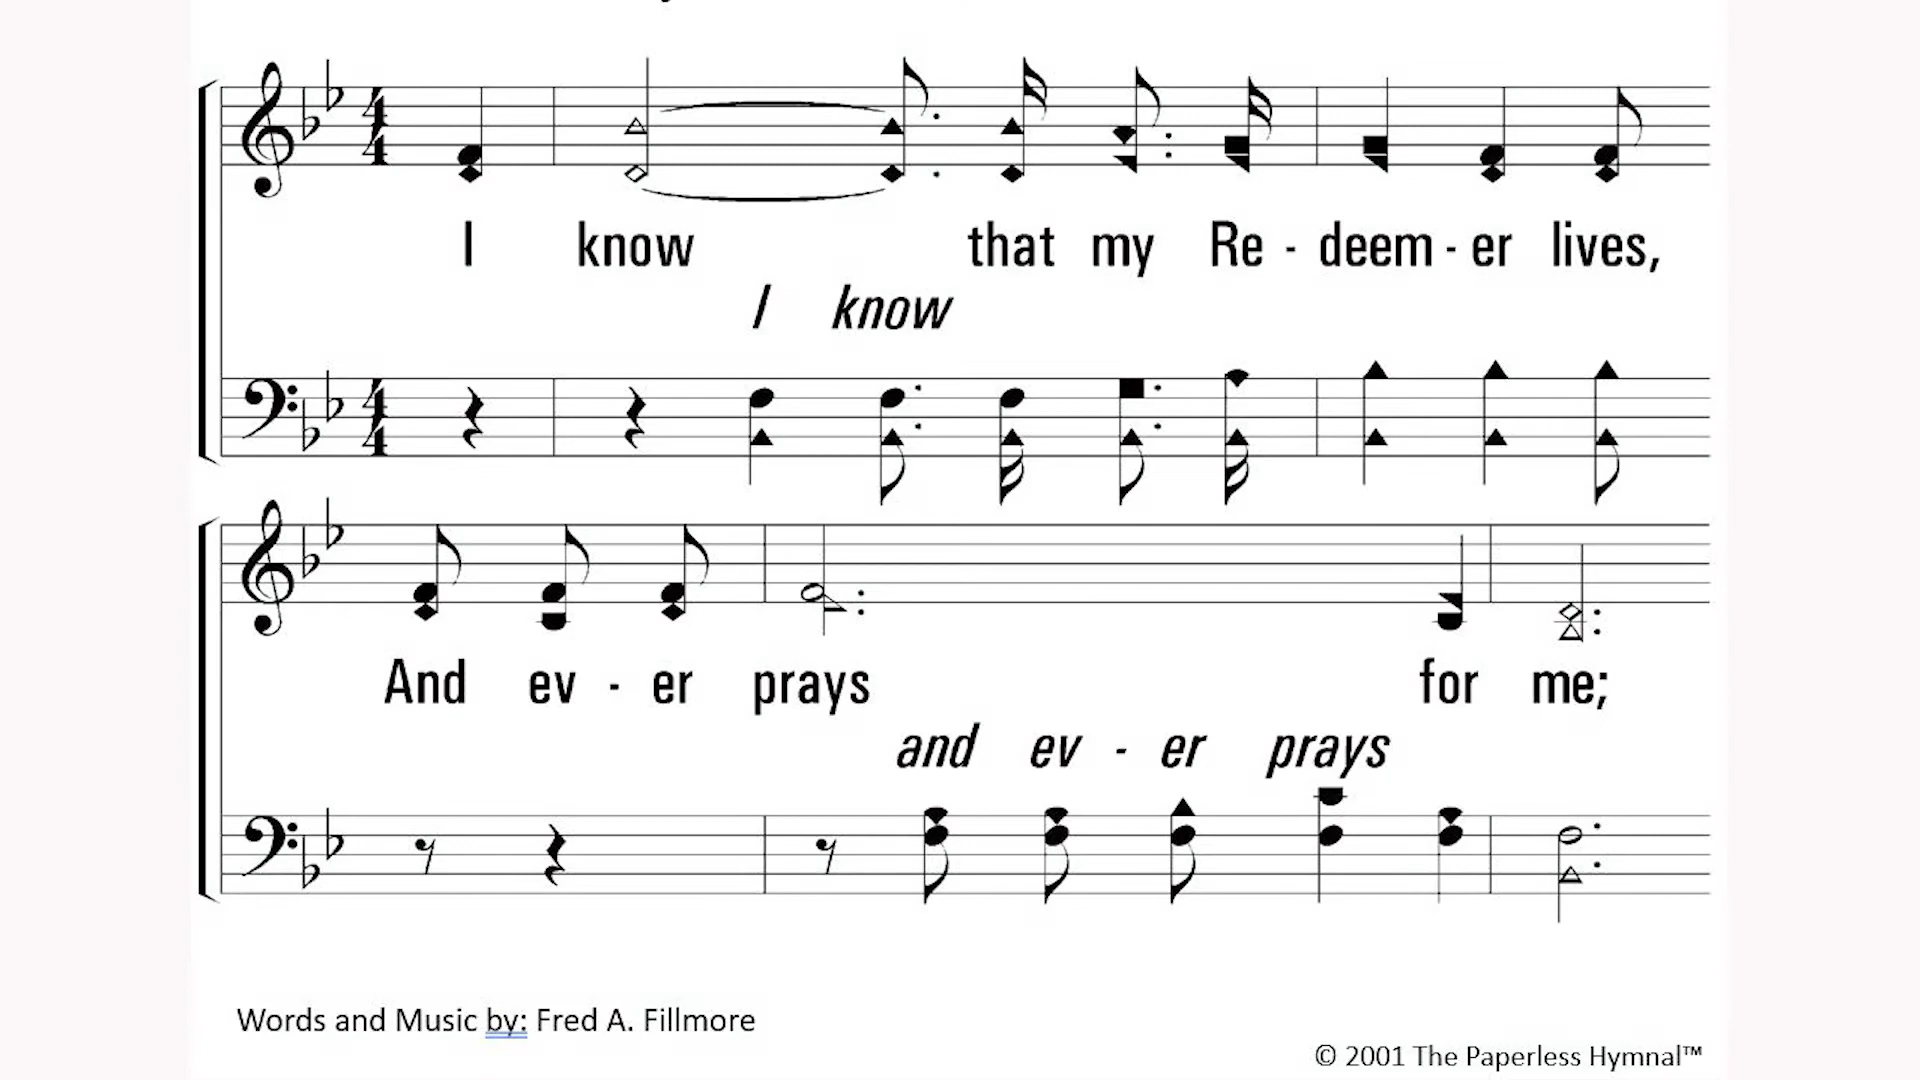 I know that my Re - deem - er lives,
I know
And ev - er prays for me;
and ev - er prays
Words and Music by: Fred A. Fillmore
© 2001 The Paperless Hymnal™